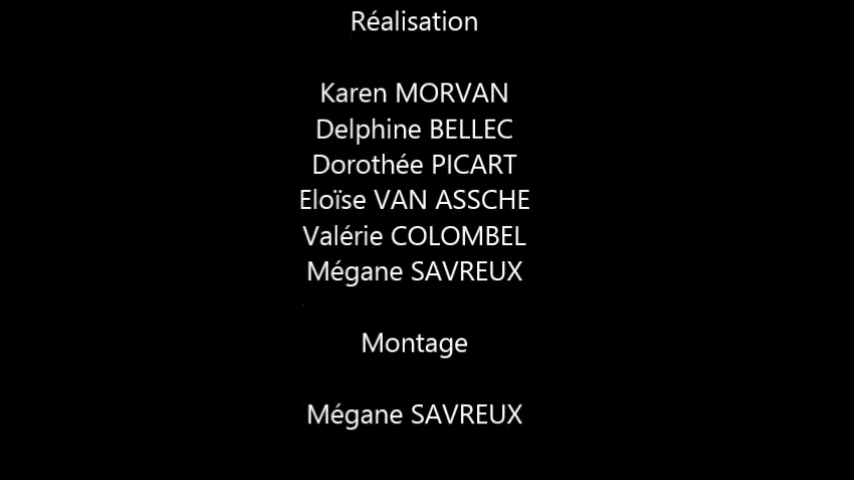 Réalisation
Karen MORVAN
Delphine BELLEC
Dorothée PICART
Eloïse VAN ASSCHE
Valérie COLOMBEL
Mégane SAVREUX
Montage
Mégane SAVREUX